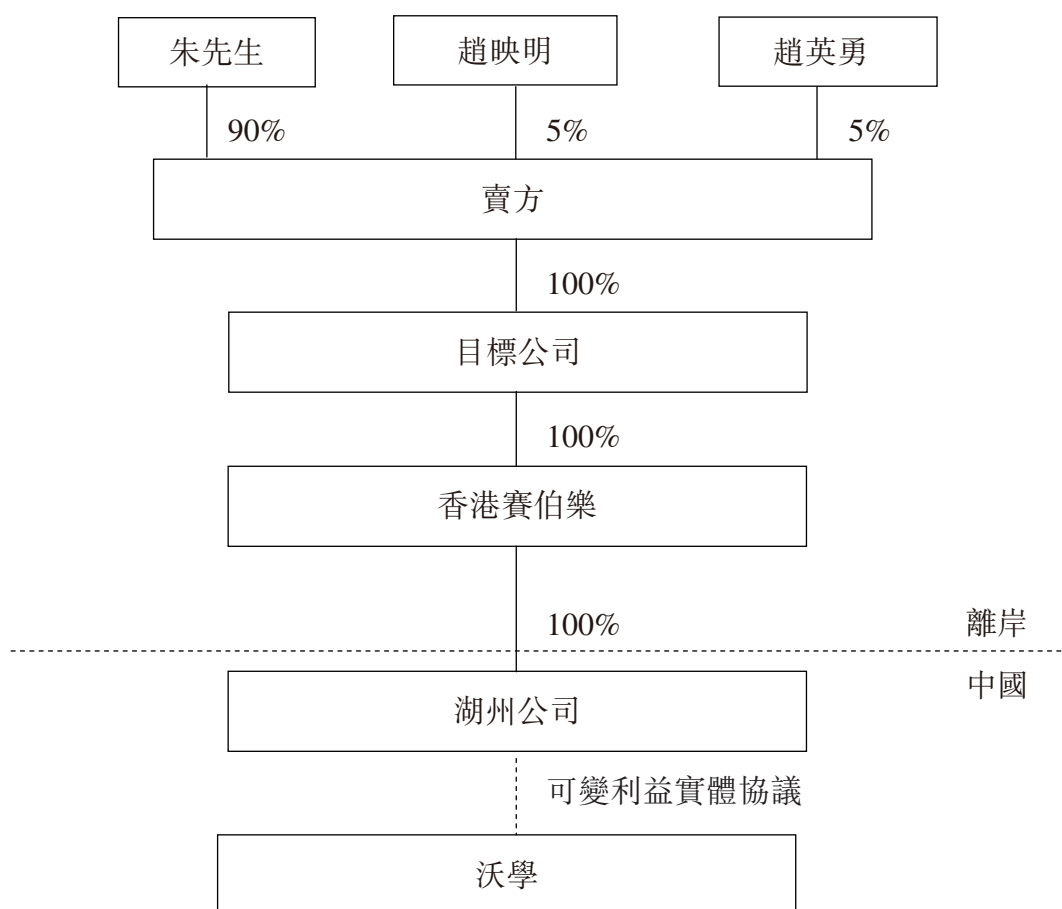 朱先生 趙映明 趙英勇
90% 5% 5%
賣方
100%
目標公司
100%
香港賽伯樂
100% 離岸
中國
湖州公司
可變利益實體協議
沃學